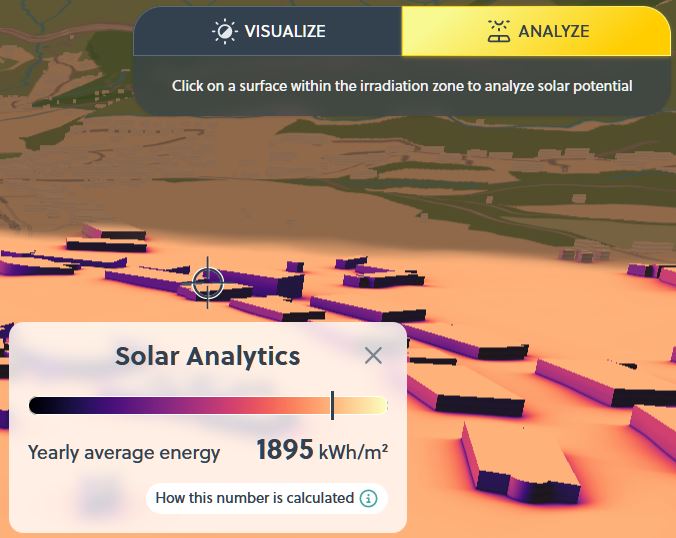 VISUALIZE
ANALYZE
Click on a surface within the irradiation zone to analyze solar potential
Solar Analytics
Yearly average energy 1895 kWh/m²
How this number is calculated